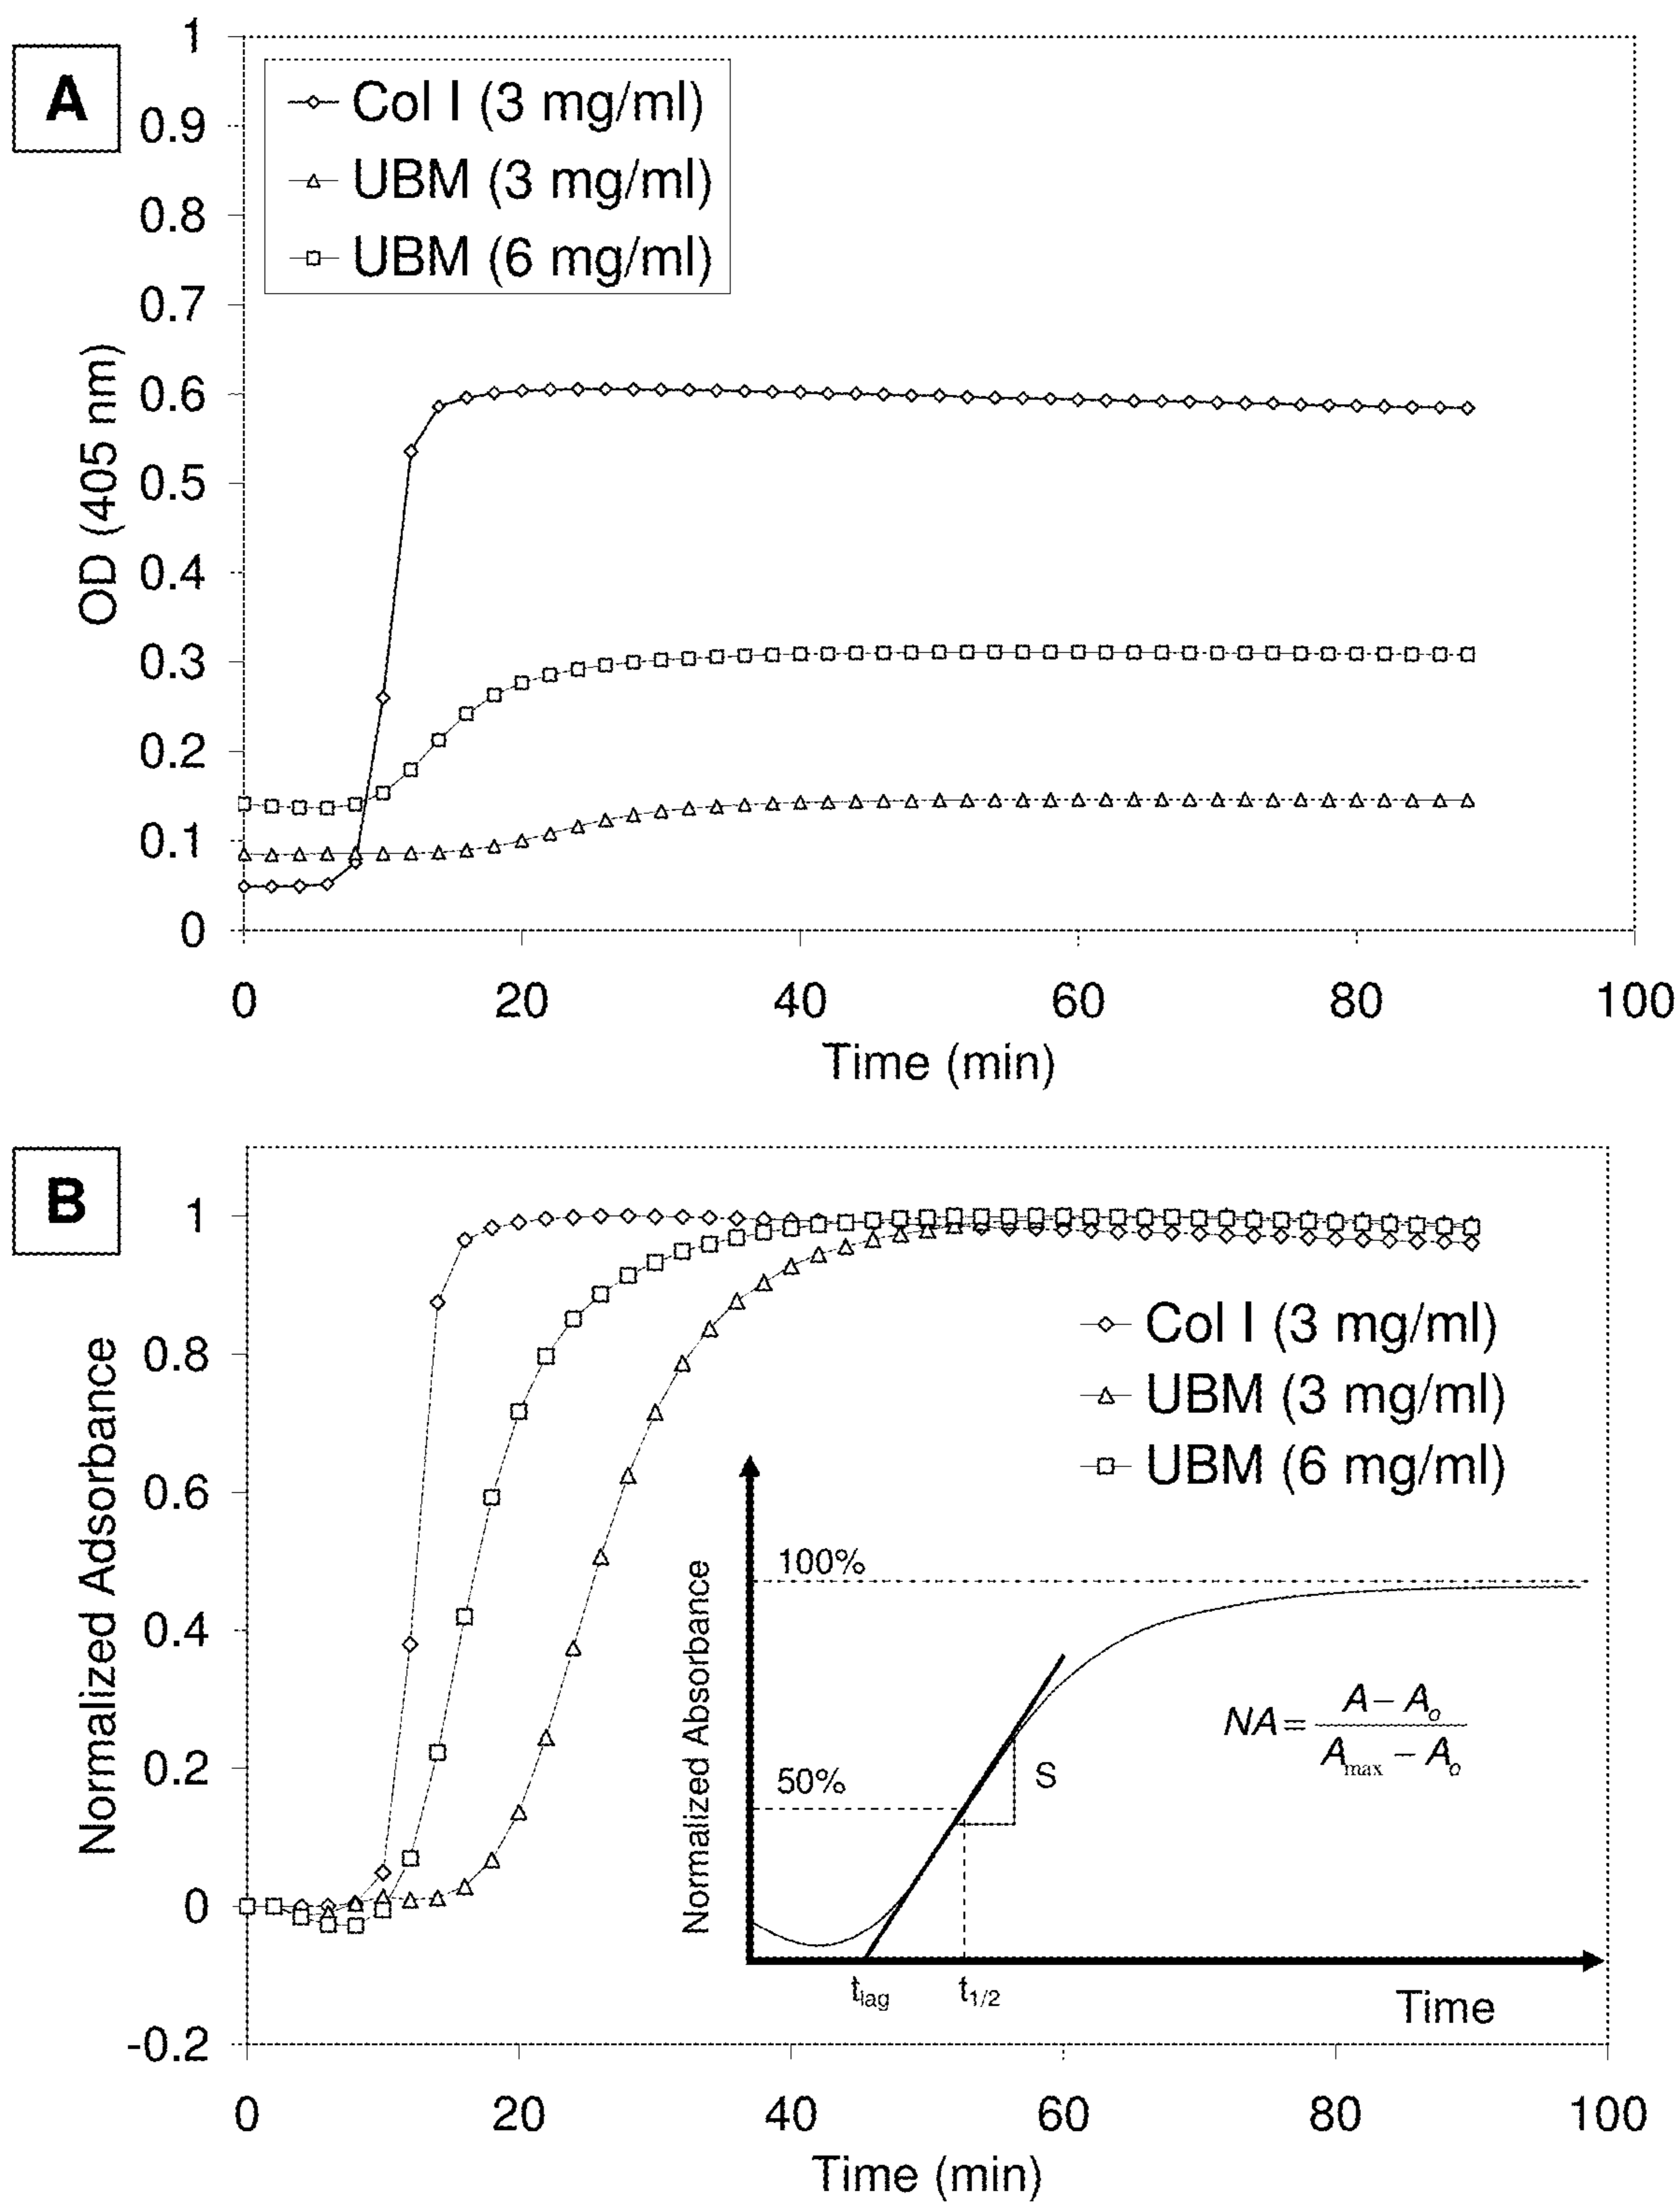 A
1
0.9
0.8
0.7
0.6
0.5
0.4
0.3
0.2
0.1
0
OD (405 nm)
Col I (3 mg/ml)
UBM (3 mg/ml)
UBM (6 mg/ml)
0 20 40 60 80 100
Time (min)
B
1
0.8
0.6
0.4
0.2
0
-0.2
Normalized Adsorbance
Col I (3 mg/ml)
UBM (3 mg/ml)
UBM (6 mg/ml)
Normalized Absorbance
100%
50%
S
NA = A – Ao / Amax – Ao
tlag t1/2
Time
0 20 40 60 80 100
Time (min)